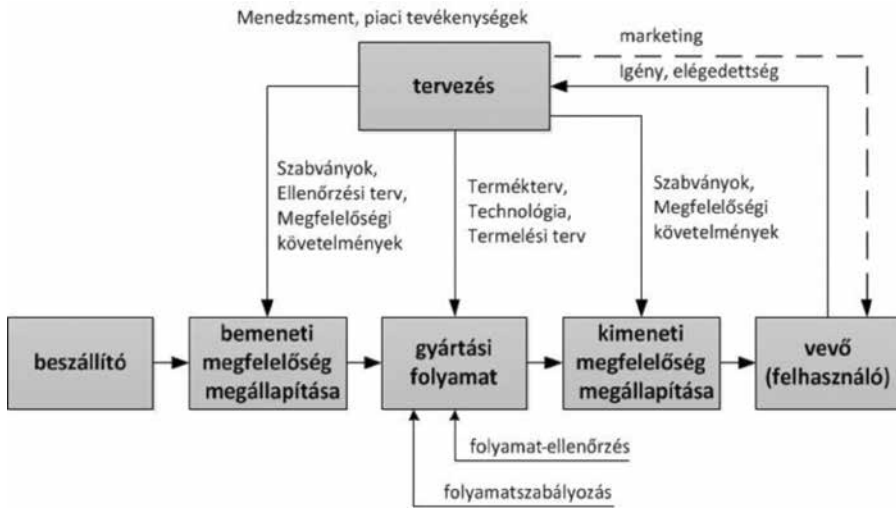 Menedzsment, piaci tevékenységek
marketing
tervezés
Igény, elégedettség
Szabványok,
Ellenőrzési terv,
Megfelelőségi
követelmények
Termékterv,
Technológia,
Termelési terv
Szabványok,
Megfelelőségi
követelmények
beszállító
bemeneti
megfelelőség
megállapítása
gyártási
folyamat
kimeneti
megfelelőség
megállapítása
vevő
(felhasználó)
folyamat-ellenőrzés
folyamatszabályozás